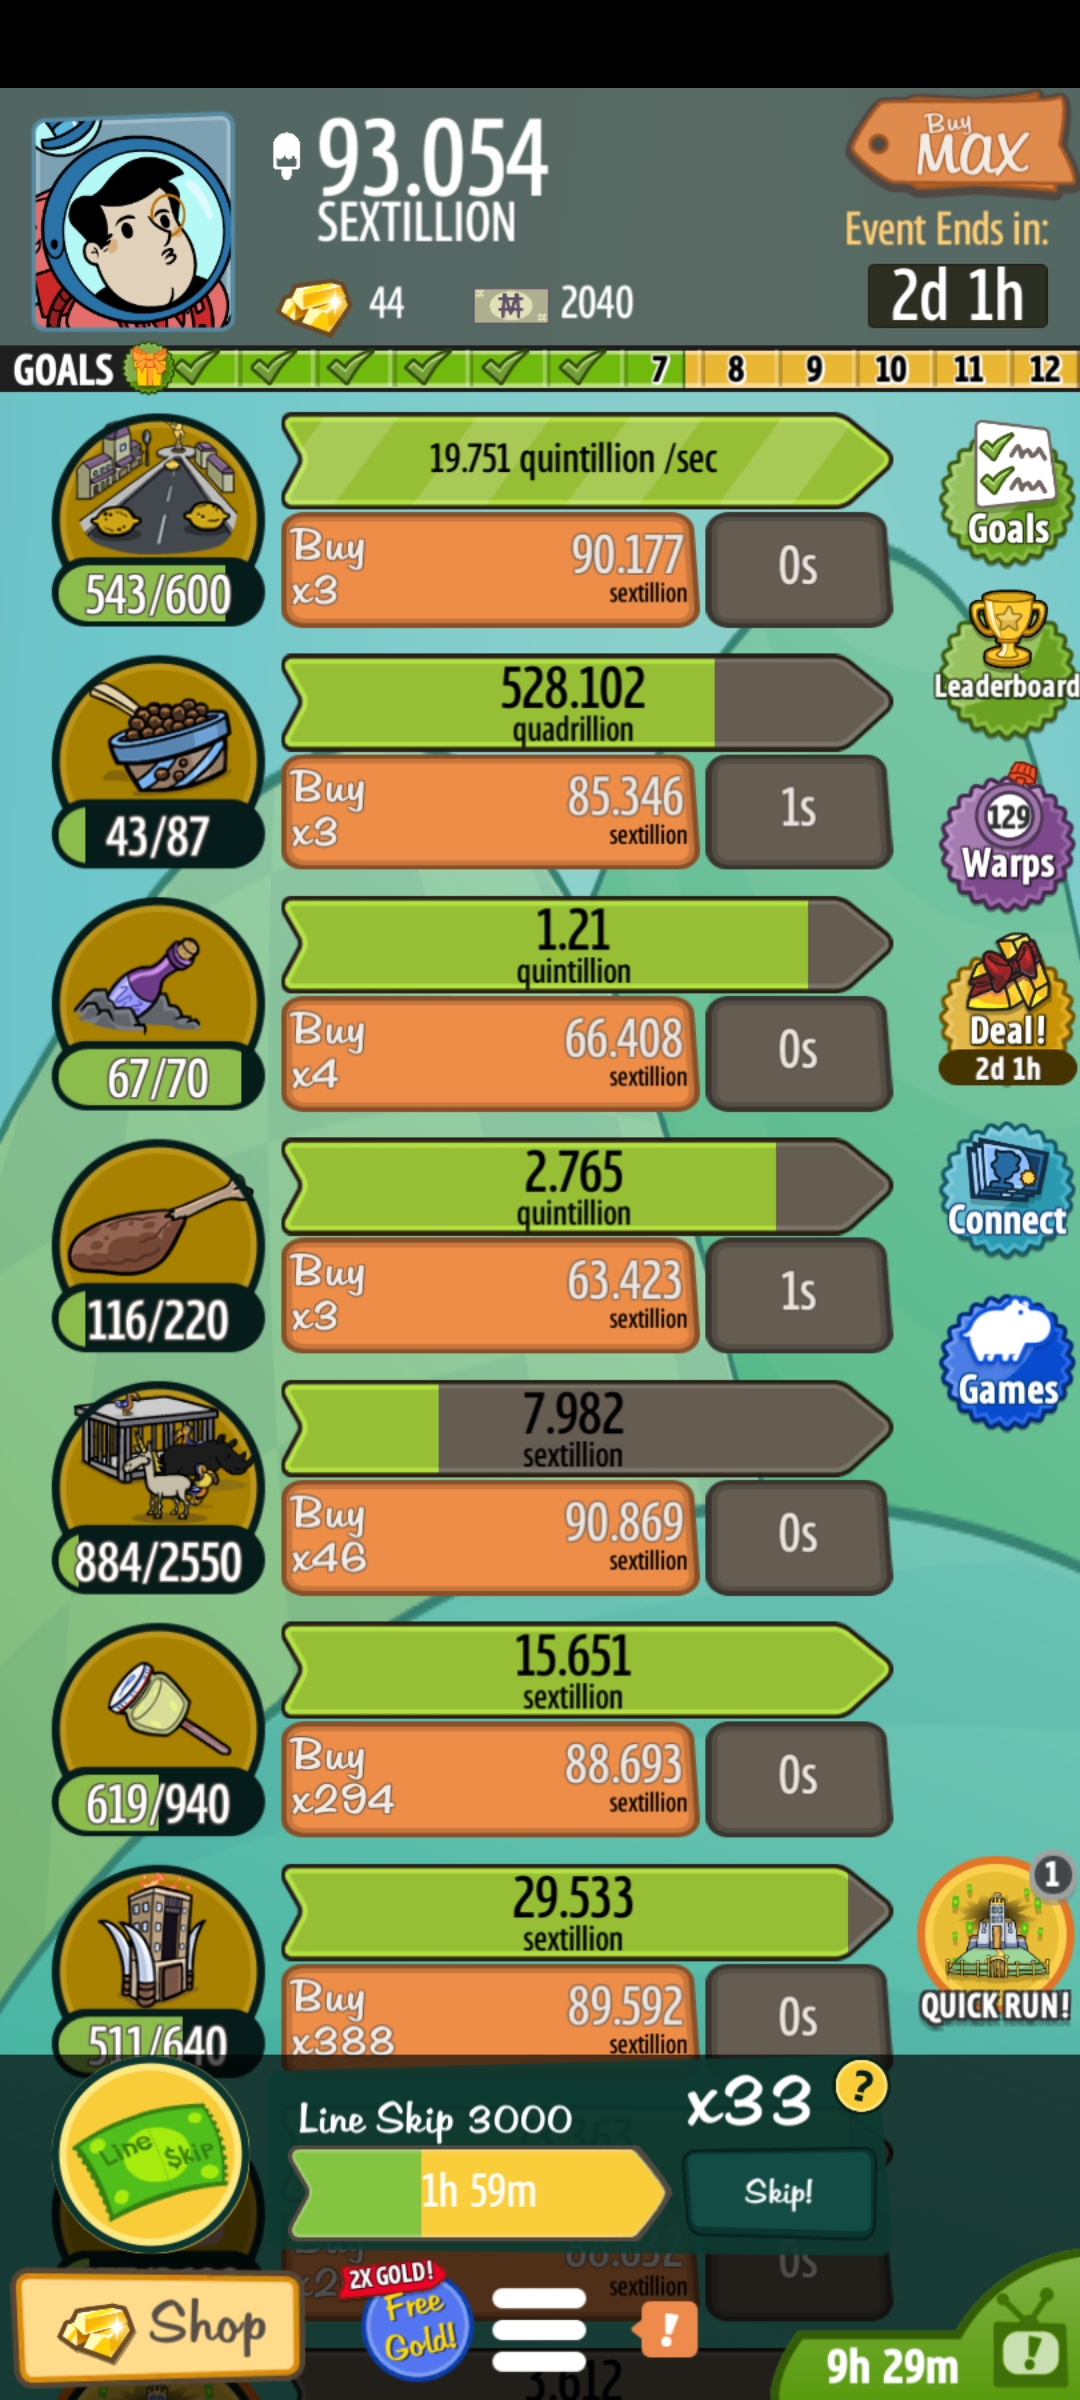 93.054
SEXTILLION
Buy
MAX
Event Ends in:
2d 1h
44
2040
GOALS
7
8
9
10
11
12
19.751 quintillion /sec
Buy
x3
90.177
sextillion
0s
543/600
Goals
528.102
quadrillion
Leaderboard
Buy
x3
85.346
sextillion
1s
43/87
129
Warps
1.21
quintillion
Buy
x4
66.408
sextillion
0s
67/70
Deal!
2d 1h
2.765
quintillion
Connect
Buy
x3
63.423
sextillion
1s
116/220
Games
7.982
sextillion
Buy
x46
90.869
sextillion
0s
884/2550
15.651
sextillion
Buy
x294
88.693
sextillion
0s
619/940
29.533
sextillion
1
QUICK RUN!
Buy
x388
89.592
sextillion
0s
511/640
Line Skip 3000
x33
?
Line $kip
1h 59m
Skip!
sextillion
0s
Shop
2X GOLD!
Free
Gold!
!
!
9h 29m
3.612